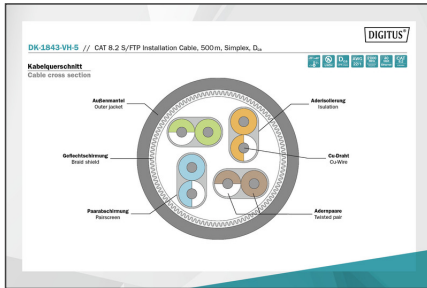 DIGITUS®
DK-1843-VH-5 // CAT 8.2 S/FTP Installation Cable, 500 m, Simplex, Dca
Kabelquerschnitt
Cable cross section
Außenmantel
Outer jacket
Aderisolierung
Insulation
Geflechtschirmung
Braid shield
Cu-Draht
Cu-Wire
Paarabschirmung
Pairscreen
Aderpaare
Twisted pair